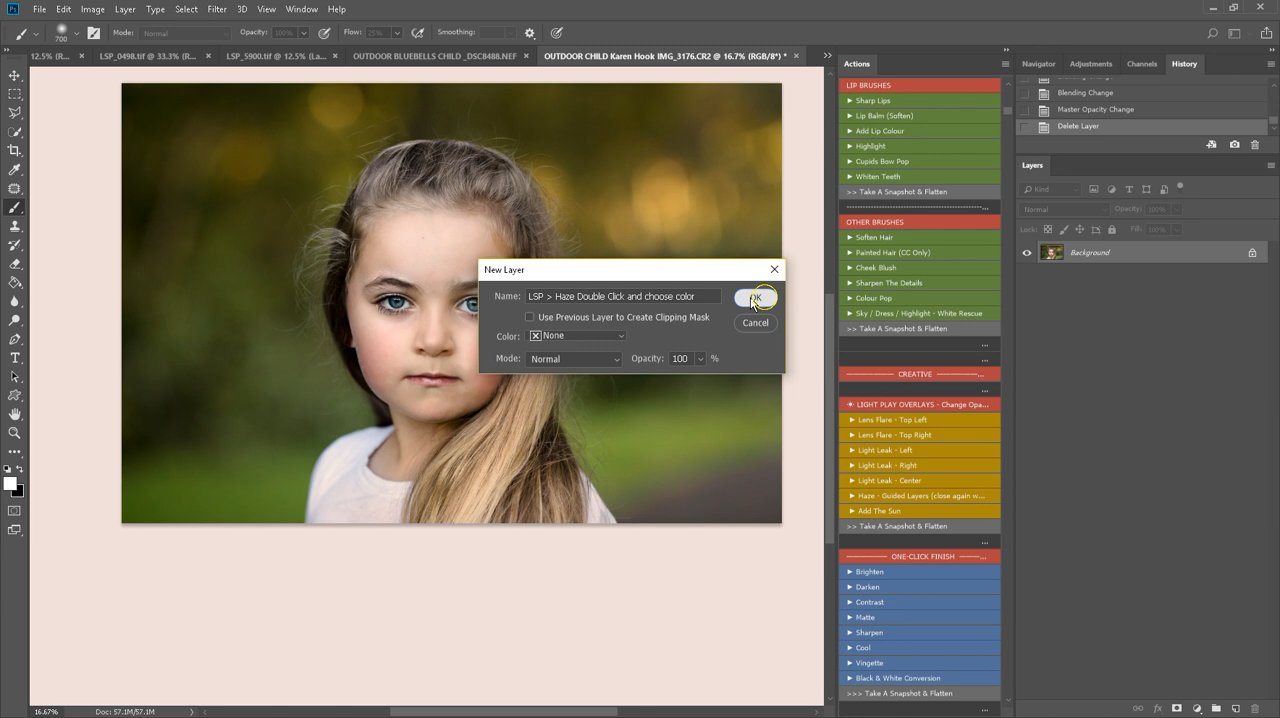 Ps File Edit Image Layer Type Select Filter 3D View Window Help
700 Mode: Normal Opacity: 100% Flow: 25% Smoothing:
12.5% (R... × LSP_0498.tif @ 33.3% (R... × LSP_5900.tif @ 12.5% (La... × OUTDOOR BLUEBELLS CHILD _DSC8488.NEF × OUTDOOR CHILD Karen Hook IMG_3176.CR2 @ 16.7% (RGB/8*) * ×
New Layer
Name: LSP > Haze Double Click and choose color
OK
Use Previous Layer to Create Clipping Mask
Cancel
Color: None
Mode: Normal Opacity: 100 %
16.67% Doc: 57.1M/57.1M
Actions
LIP BRUSHES
Sharp Lips
Lip Balm (Soften)
Add Lip Colour
Highlight
Cupids Bow Pop
Whiten Teeth
>> Take A Snapshot & Flatten
OTHER BRUSHES
Soften Hair
Painted Hair (CC Only)
Cheek Blush
Sharpen The Details
Colour Pop
Sky / Dress / Highlight - White Rescue
>> Take A Snapshot & Flatten
...
...
CREATIVE ...
...
LIGHT PLAY OVERLAYS - Change Opa...
Lens Flare - Top Left
Lens Flare - Top Right
Light Leak - Left
Light Leak - Right
Light Leak - Center
Haze - Guided Layers (close again w...
Add The Sun
>> Take A Snapshot & Flatten
...
ONE-CLICK FINISH
Brighten
Darken
Contrast
Matte
Sharpen
Cool
Vingette
Black & White Conversion
>>> Take A Snapshot & Flatten
...
Navigator Adjustments Channels History
Blending Change
Master Opacity Change
Delete Layer
Layers
Kind
Normal Opacity: 100%
Lock: Fill: 100%
Background